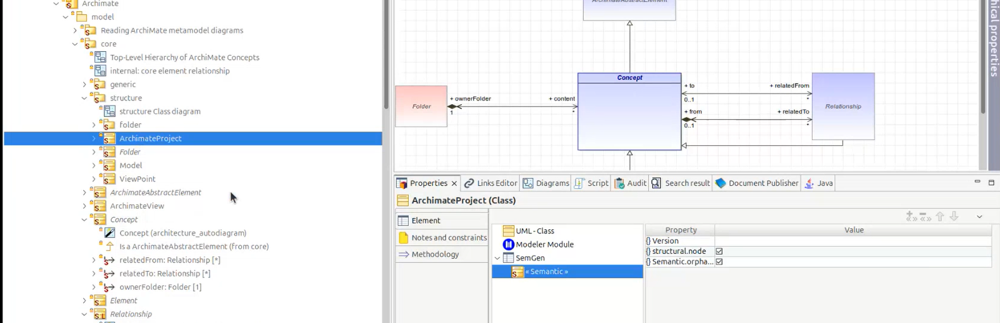 Archimate
model
Reading ArchiMate metamodel diagrams
core
Top-Level Hierarchy of ArchiMate Concepts
internal: core element relationship
generic
structure
structure Class diagram
folder
ArchimateProject
Folder
Model
ViewPoint
ArchimateAbstractElement
ArchimateView
Concept
Concept (architecture_autodiagram)
Is a ArchimateAbstractElement (from core)
relatedFrom: Relationship [*]
relatedTo: Relationship [*]
ownerFolder: Folder [1]
Element
Relationship
ArchimateAbstractElement
Concept
+ to
+ relatedFrom
0..1
*
Folder
+ ownerFolder
+ content
1
*
+ from
+ relatedTo
0..1
*
Relationship
hical properties
Properties
Links Editor
Diagrams
Script
Audit
Search result
Document Publisher
Java
ArchimateProject (Class)
Element
Notes and constraints
Methodology
UML - Class
Modeler Module
SemGen
« Semantic »
Property Value
{} Version
{} structural.node
{} Semantic.orpha...